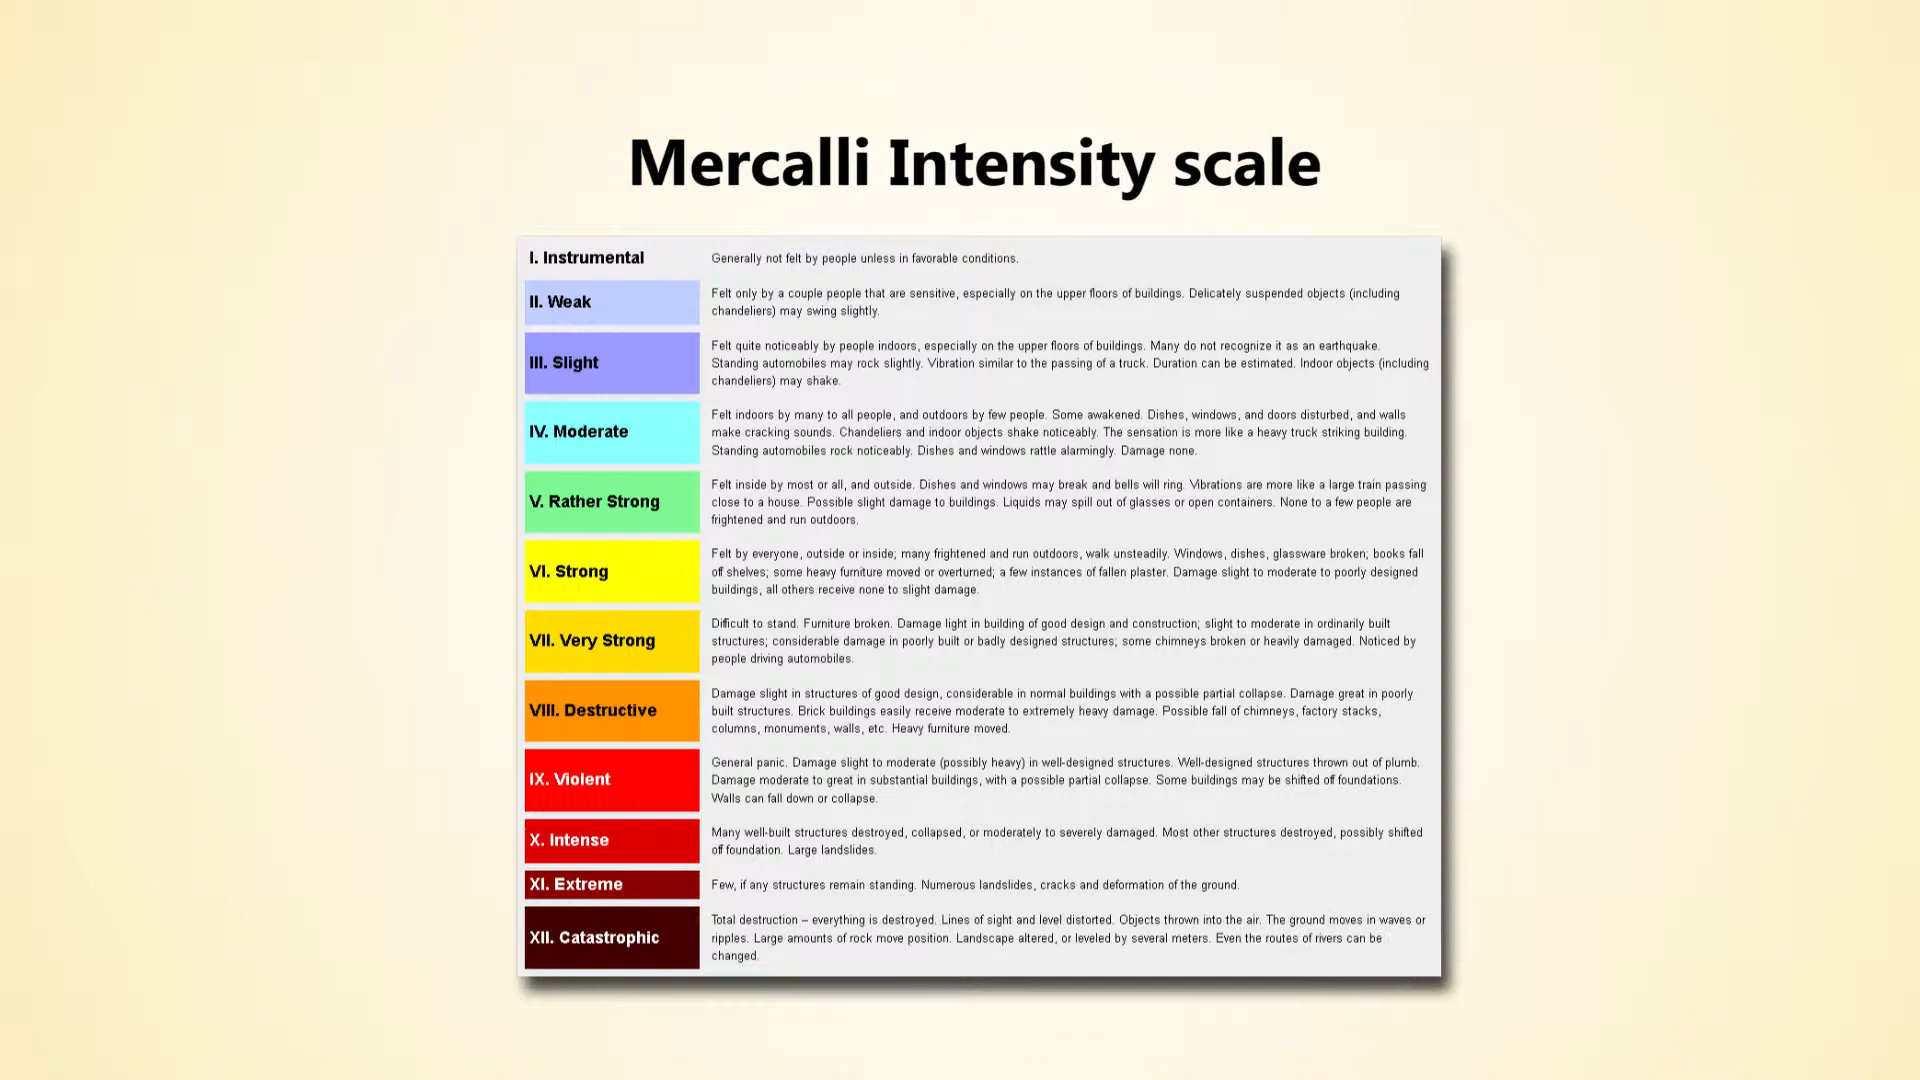 Mercalli Intensity scale
I. Instrumental
Generally not felt by people unless in favorable conditions.
II. Weak
Felt only by a couple people that are sensitive, especially on the upper floors of buildings. Delicately suspended objects (including
chandeliers) may swing slightly.
III. Slight
Felt quite noticeably by people indoors, especially on the upper floors of buildings. Many do not recognize it as an earthquake.
Standing automobiles may rock slightly. Vibration similar to the passing of a truck. Duration can be estimated. Indoor objects (including
chandeliers) may shake.
IV. Moderate
Felt indoors by many to all people, and outdoors by few people. Some awakened. Dishes, windows, and doors disturbed, and walls
make cracking sounds. Chandeliers and indoor objects shake noticeably. The sensation is more like a heavy truck striking building.
Standing automobiles rock noticeably. Dishes and windows rattle alarmingly. Damage none.
V. Rather Strong
Felt inside by most or all, and outside. Dishes and windows may break and bells will ring. Vibrations are more like a large train passing
close to a house. Possible slight damage to buildings. Liquids may spill out of glasses or open containers. None to a few people are
frightened and run outdoors.
VI. Strong
Felt by everyone, outside or inside; many frightened and run outdoors, walk unsteadily. Windows, dishes, glassware broken; books fall
off shelves; some heavy furniture moved or overturned; a few instances of fallen plaster. Damage slight to moderate to poorly designed
buildings, all others receive none to slight damage.
VII. Very Strong
Difficult to stand. Furniture broken. Damage light in building of good design and construction; slight to moderate in ordinarily built
structures; considerable damage in poorly built or badly designed structures; some chimneys broken or heavily damaged. Noticed by
people driving automobiles.
VIII. Destructive
Damage slight in structures of good design, considerable in normal buildings with a possible partial collapse. Damage great in poorly
built structures. Brick buildings easily receive moderate to extremely heavy damage. Possible fall of chimneys, factory stacks,
columns, monuments, walls, etc. Heavy furniture moved.
IX. Violent
General panic. Damage slight to moderate (possibly heavy) in well-designed structures. Well-designed structures thrown out of plumb.
Damage moderate to great in substantial buildings, with a possible partial collapse. Some buildings may be shifted off foundations.
Walls can fall down or collapse.
X. Intense
Many well-built structures destroyed, collapsed, or moderately to severely damaged. Most other structures destroyed, possibly shifted
off foundation. Large landslides.
XI. Extreme
Few, if any structures remain standing. Numerous landslides, cracks and deformation of the ground.
XII. Catastrophic
Total destruction – everything is destroyed. Lines of sight and level distorted. Objects thrown into the air. The ground moves in waves or
ripples. Large amounts of rock move position. Landscape altered, or leveled by several meters. Even the routes of rivers can be
changed.